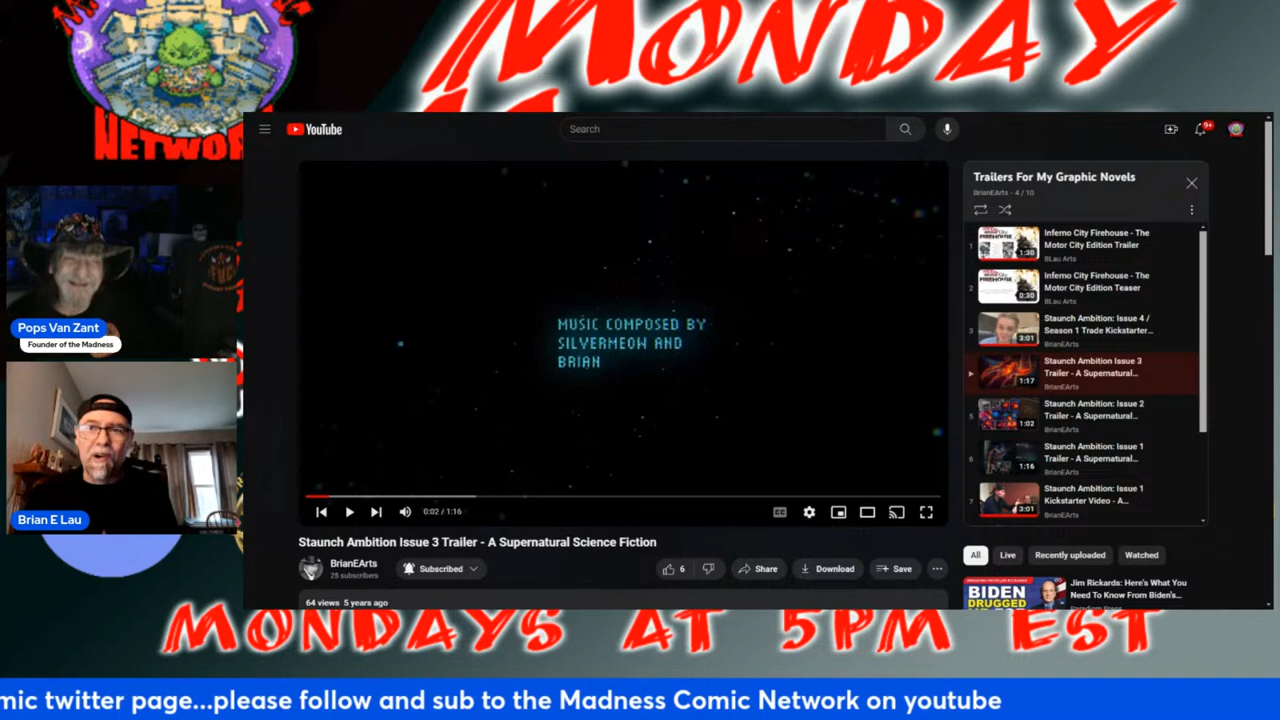 MONDAY
NETWO
Pops Van Zant
Founder of the Madness
Brian E Lau
YouTube
Search
9+
MUSIC COMPOSED BY
SILVERMEOW AND
BRIAN
0:02 / 1:16
Staunch Ambition Issue 3 Trailer - A Supernatural Science Fiction
BrianEArts
25 subscribers
Subscribed
6
Share
Download
Save
64 views 5 years ago
Trailers For My Graphic Novels
BrianEArts - 4 / 10
1
1:30
Inferno City Firehouse - The
Motor City Edition Trailer
BLau Arts
2
0:30
Inferno City Firehouse - The
Motor City Edition Teaser
BLau Arts
3
3:01
Staunch Ambition: Issue 4 /
Season 1 Trade Kickstarter...
BrianEArts
1:17
Staunch Ambition Issue 3
Trailer - A Supernatural...
BrianEArts
5
1:02
Staunch Ambition: Issue 2
Trailer - A Supernatural...
BrianEArts
6
1:16
Staunch Ambition: Issue 1
Trailer - A Supernatural...
BrianEArts
7
3:01
Staunch Ambition: Issue 1
Kickstarter Video - A...
BrianEArts
All
Live
Recently uploaded
Watched
BIDEN
DRUGGED
Jim Rickards: Here's What You
Need To Know From Biden's...
Paradigm Press
MONDAYS AT 5PM EST
mic twitter page...please follow and sub to the Madness Comic Network on youtube